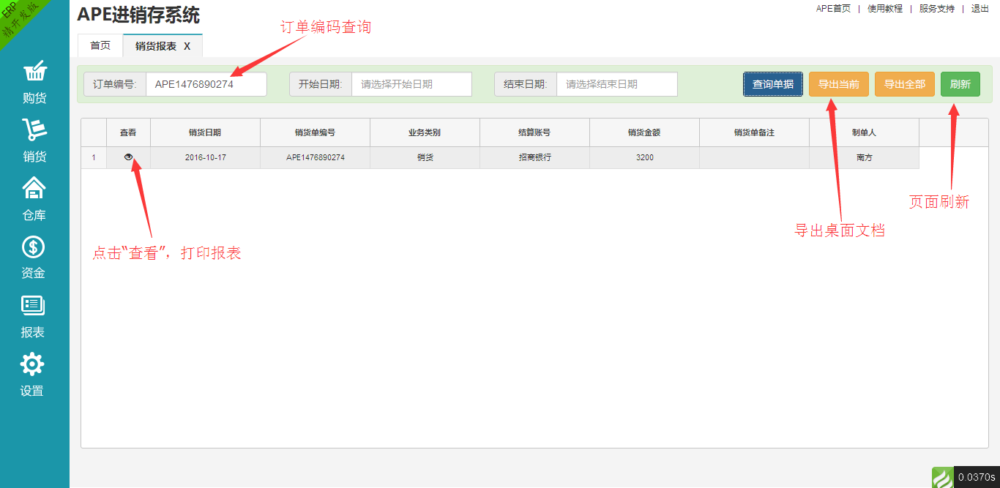 ERP
精开发版
APE进销存系统
APE首页 | 使用教程 | 服务支持 | 退出
订单编码查询
首页
销货报表 X
订单编号: APE1476890274 开始日期: 请选择开始日期 结束日期: 请选择结束日期 查询单据 导出当前 导出全部 刷新
查看 销货日期 销货单编号 业务类别 结算账号 销货金额 销货单备注 制单人
1 2016-10-17 APE1476890274 销货 招商银行 3200 南方
购货
销货
仓库
资金
报表
设置
页面刷新
导出桌面文档
点击“查看”，打印报表
0.0370s